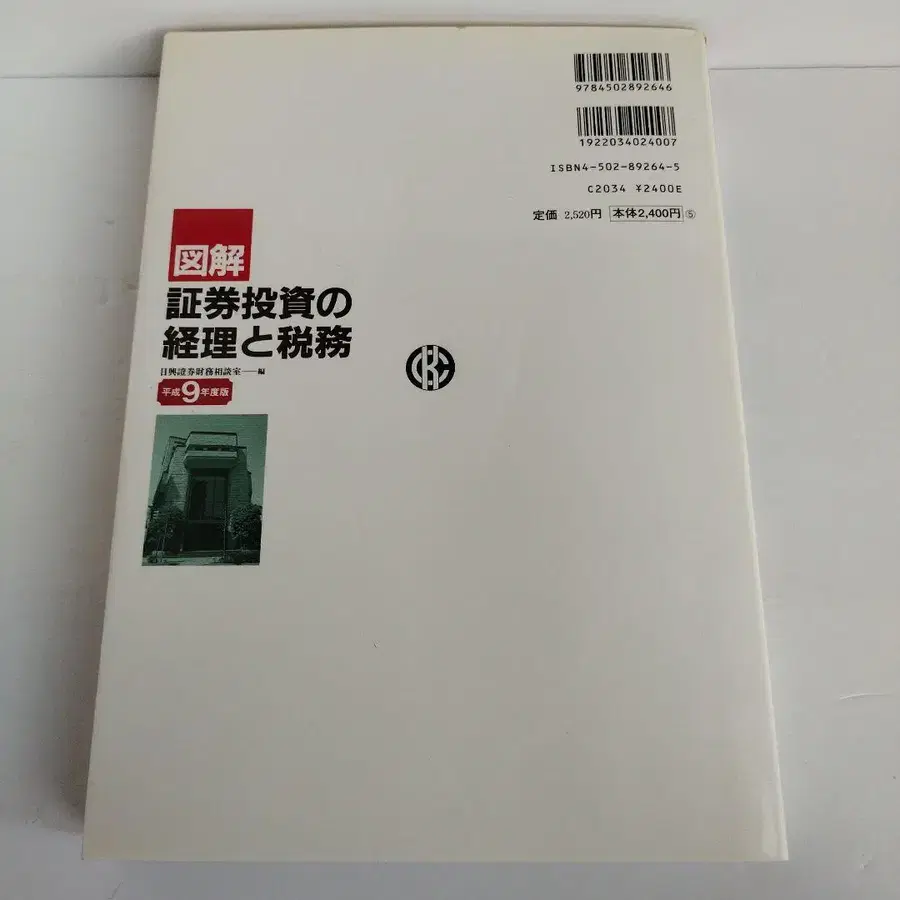 9784502892646
1922034024007
ISBN4-502-89264-5
C2034 ¥2400E
定価 2,520円 本体2,400円 ⑤
図解
証券投資の
経理と税務
日興證券財務相談室──編
平成9年度版